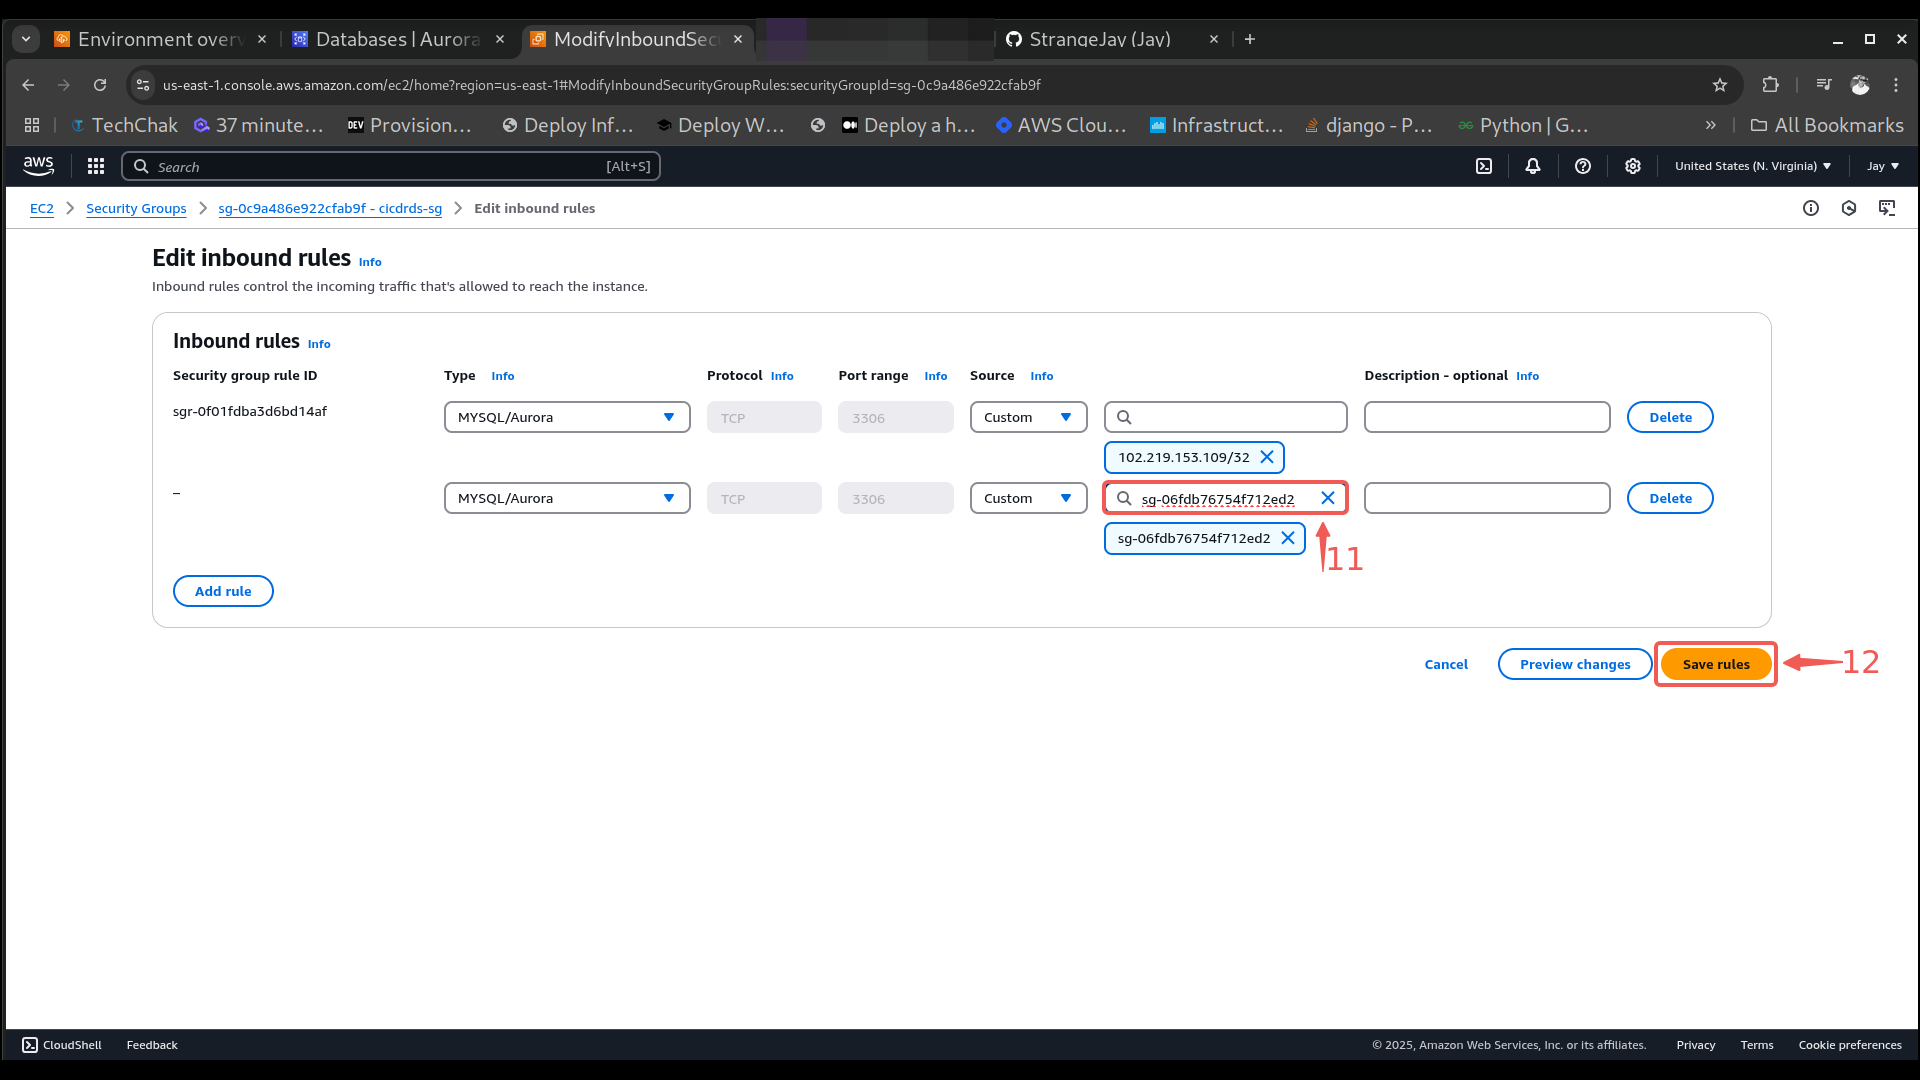 Environment over
Databases | Aurora
ModifyInboundSec
StrangeJay (Jay)
us-east-1.console.aws.amazon.com/ec2/home?region=us-east-1#ModifyInboundSecurityGroupRules:securityGroupId=sg-0c9a486e922cfab9f
TechChak
37 minute...
DEV
Provision...
Deploy Inf...
Deploy W...
Deploy a h...
AWS Clou...
Infrastruct...
django - P...
Python | G...
All Bookmarks
aws
Search
[Alt+S]
United States (N. Virginia)
Jay
EC2
Security Groups
sg-0c9a486e922cfab9f - cicdrds-sg
Edit inbound rules
Edit inbound rules Info
Inbound rules control the incoming traffic that's allowed to reach the instance.
Inbound rules Info
Security group rule ID
Type Info
Protocol Info
Port range Info
Source Info
Description - optional Info
sgr-0f01fdba3d6bd14af
MYSQL/Aurora
TCP
3306
Custom
Delete
102.219.153.109/32
–
MYSQL/Aurora
TCP
3306
Custom
sg-06fdb76754f712ed2
Delete
sg-06fdb76754f712ed2
11
Add rule
Cancel
Preview changes
Save rules
12
CloudShell
Feedback
© 2025, Amazon Web Services, Inc. or its affiliates.
Privacy
Terms
Cookie preferences